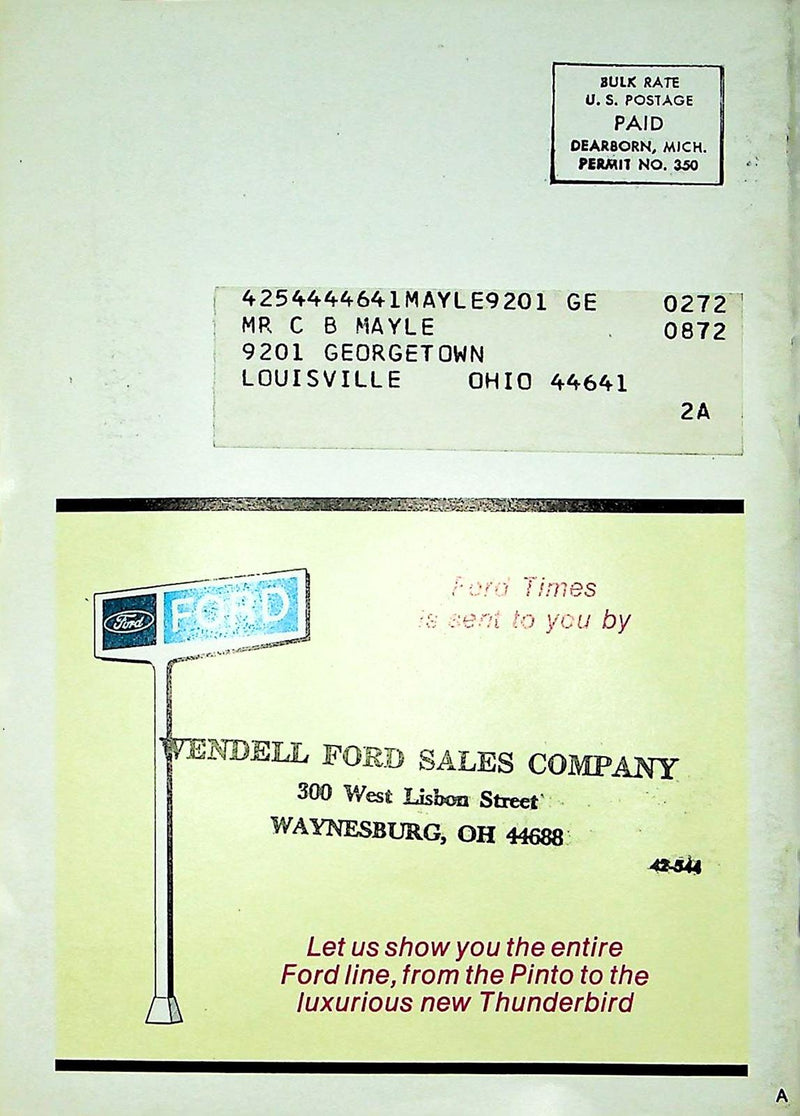 BULK RATE
U. S. POSTAGE
PAID
DEARBORN, MICH.
PERMIT NO. 350
4254444641MAYLE9201 GE 0272
MR C B MAYLE 0872
9201 GEORGETOWN
LOUISVILLE OHIO 44641
2A
Ford FORD
Ford Times
is sent to you by
WENDELL FORD SALES COMPANY
300 West Lisbon Street
WAYNESBURG, OH 44688
42-544
Let us show you the entire
Ford line, from the Pinto to the
luxurious new Thunderbird
A